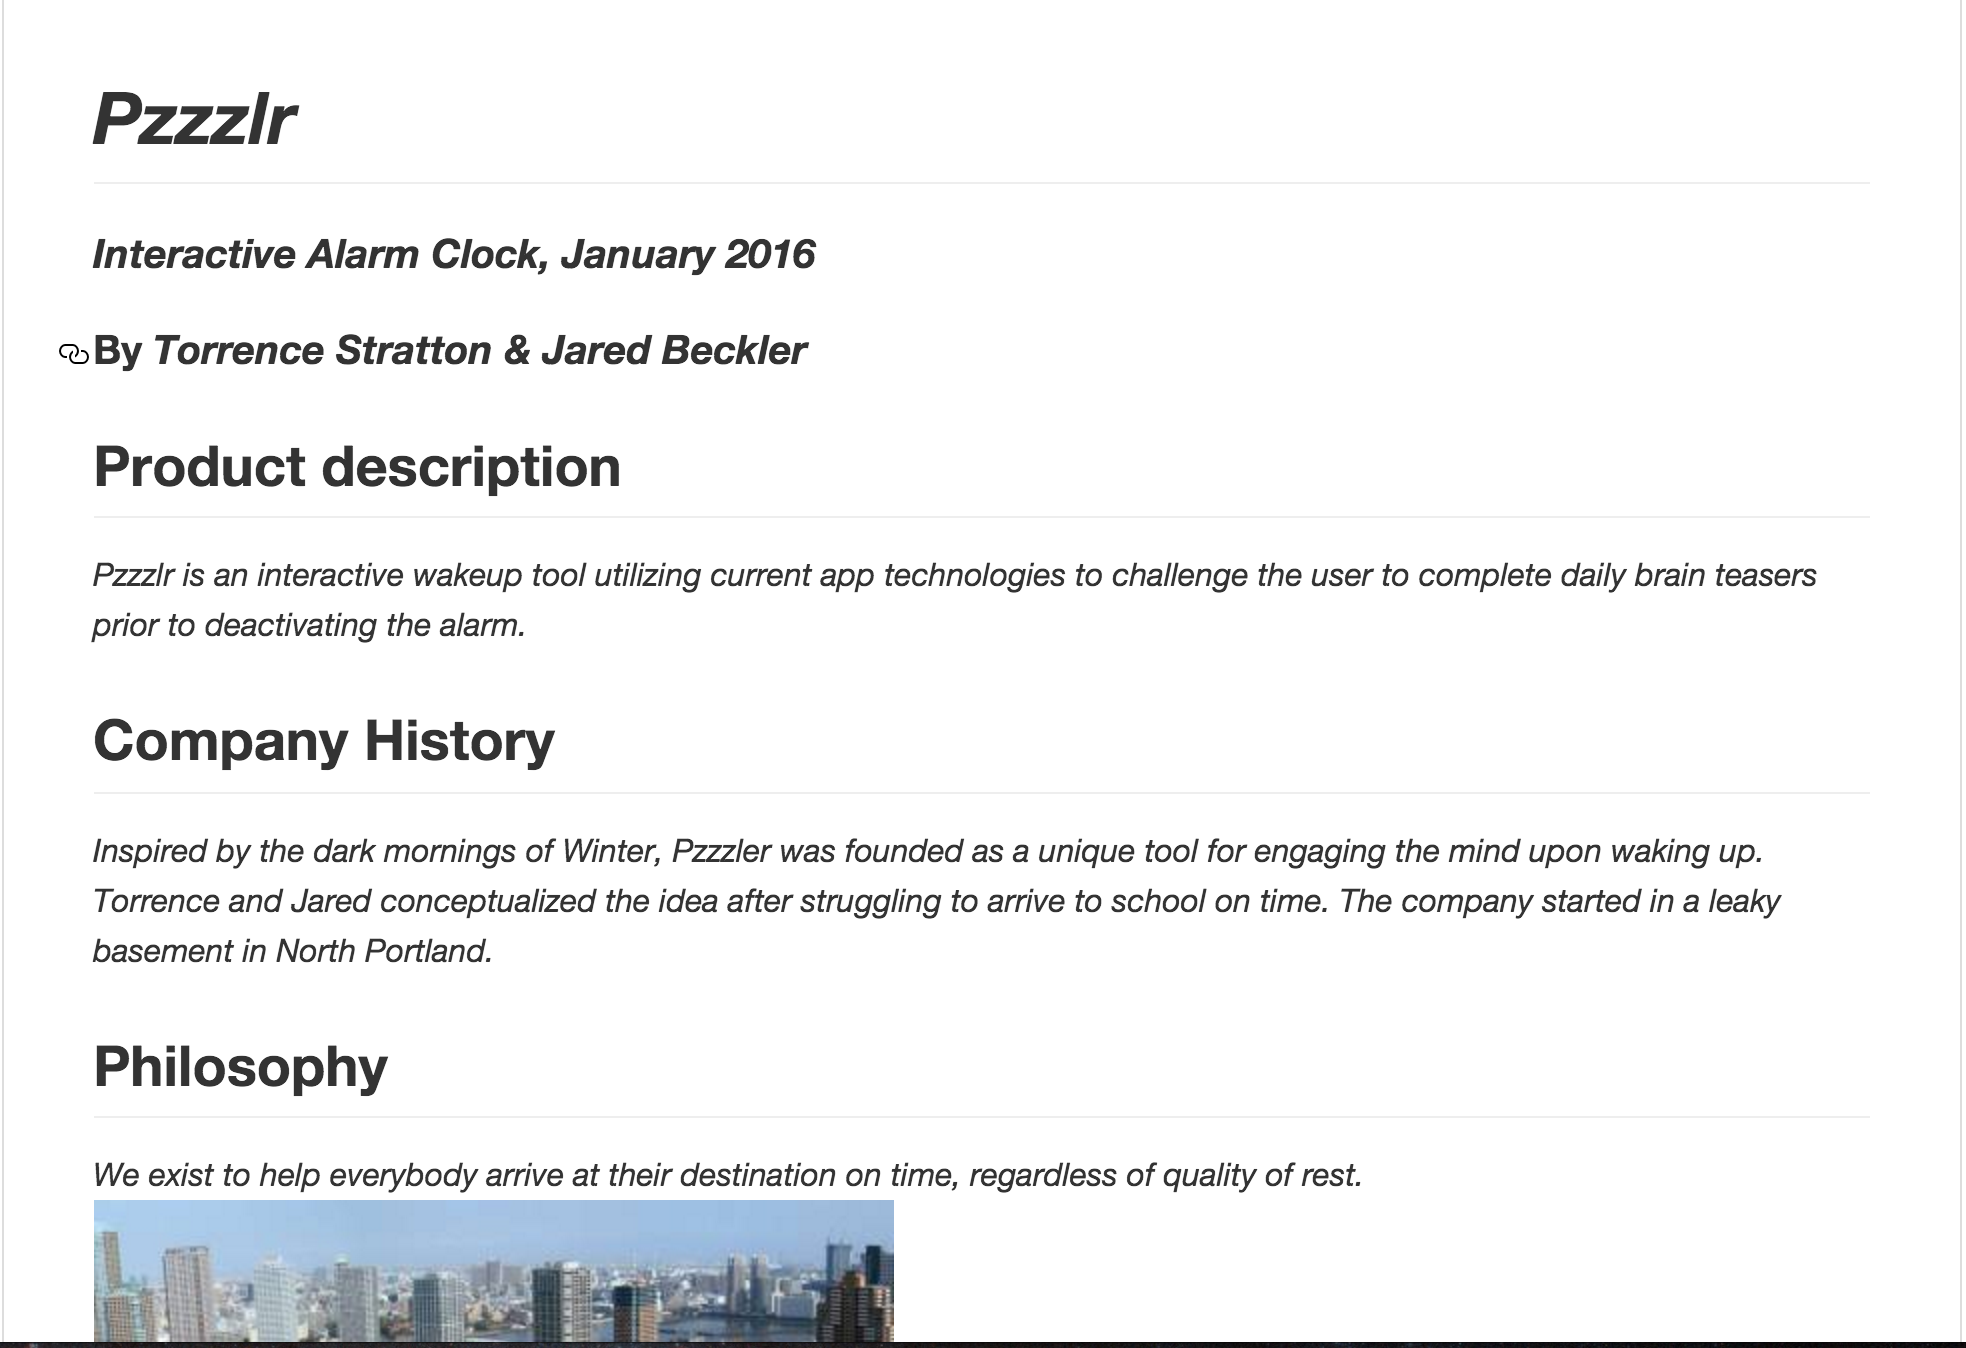 Pzzzlr
Interactive Alarm Clock, January 2016
By Torrence Stratton & Jared Beckler
Product description
Pzzzlr is an interactive wakeup tool utilizing current app technologies to challenge the user to complete daily brain teasers
prior to deactivating the alarm.
Company History
Inspired by the dark mornings of Winter, Pzzzler was founded as a unique tool for engaging the mind upon waking up.
Torrence and Jared conceptualized the idea after struggling to arrive to school on time. The company started in a leaky
basement in North Portland.
Philosophy
We exist to help everybody arrive at their destination on time, regardless of quality of rest.